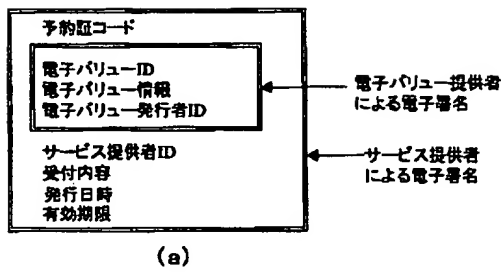 予約証コード
電子バリューID
電子バリュー情報
電子バリュー発行者ID
電子バリュー提供者
による電子署名
サービス提供者ID
受付内容
発行日時
有効期限
サービス提供者
による電子署名
(a)